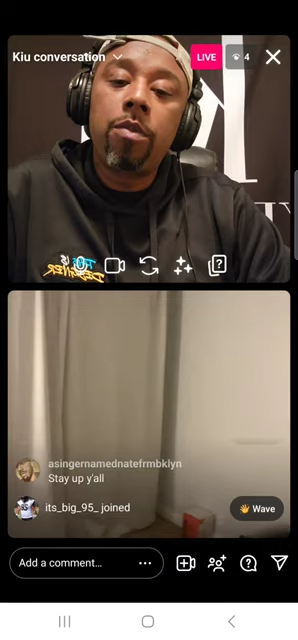 Kiu conversation
LIVE
4
asingernamednatefrmbklyn
Stay up y'all
its_big_95_ joined
👋 Wave
Add a comment...